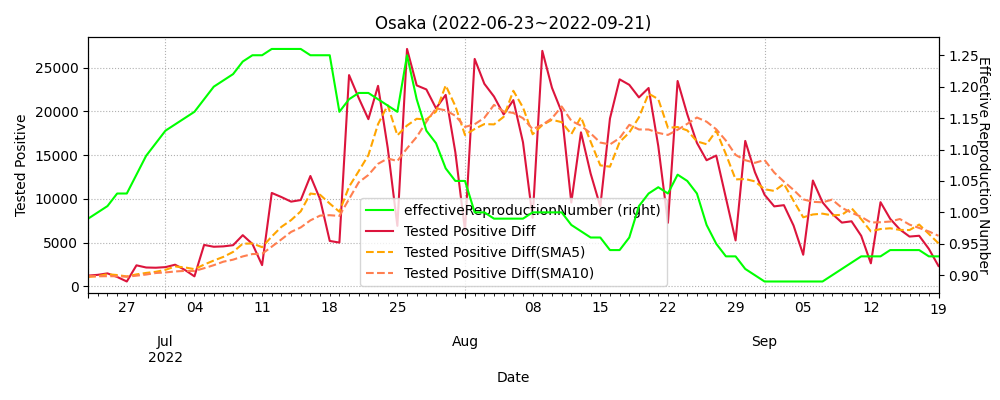 Osaka (2022-06-23~2022-09-21)
Tested Positive
25000
20000
15000
10000
5000
0
1.25
1.20
1.15
1.10
1.05
1.00
0.95
0.90
Effective Reproduction Number
effectiveReproductionNumber (right)
Tested Positive Diff
Tested Positive Diff(SMA5)
Tested Positive Diff(SMA10)
27 04 11 18 25 08 15 22 29 05 12 19
Jul Aug Sep
2022
Date